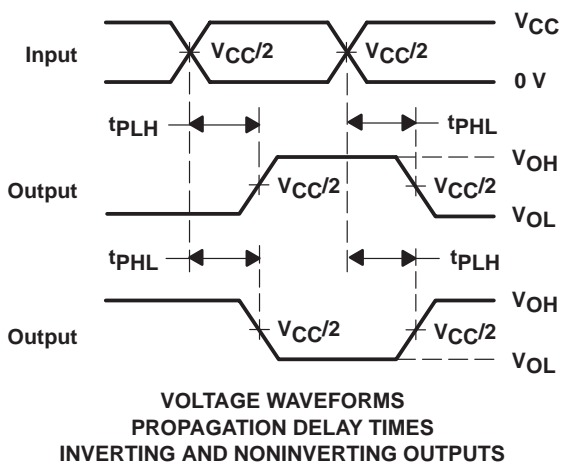 VCC
Input VCC/2 VCC/2
0 V
tPLH tPHL
VOH
Output VCC/2 VCC/2
VOL
tPHL tPLH
VOH
Output VCC/2 VCC/2
VOL
VOLTAGE WAVEFORMS
PROPAGATION DELAY TIMES
INVERTING AND NONINVERTING OUTPUTS